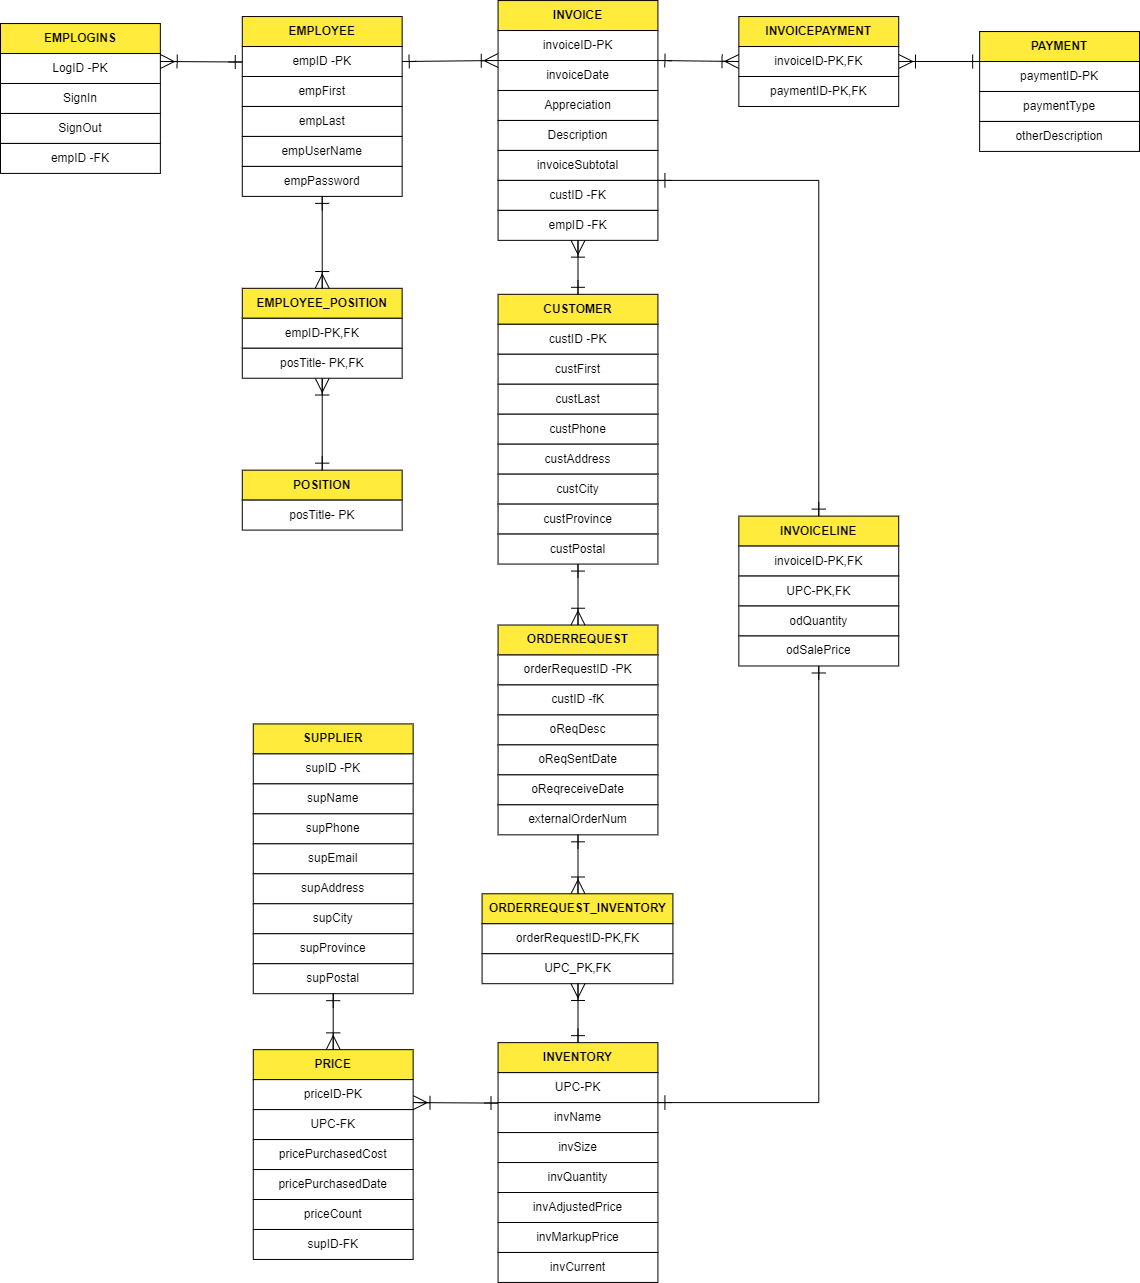 EMPLOGINS
LogID -PK
SignIn
SignOut
empID -FK
EMPLOYEE
empID -PK
empFirst
empLast
empUserName
empPassword
INVOICE
invoiceID-PK
invoiceDate
Appreciation
Description
invoiceSubtotal
custID -FK
empID -FK
INVOICEPAYMENT
invoiceID-PK,FK
paymentID-PK,FK
PAYMENT
paymentID-PK
paymentType
otherDescription
EMPLOYEE_POSITION
empID-PK,FK
posTitle- PK,FK
POSITION
posTitle- PK
CUSTOMER
custID -PK
custFirst
custLast
custPhone
custAddress
custCity
custProvince
custPostal
INVOICELINE
invoiceID-PK,FK
UPC-PK,FK
odQuantity
odSalePrice
ORDERREQUEST
orderRequestID -PK
custID -fK
oReqDesc
oReqSentDate
oReqreceiveDate
externalOrderNum
SUPPLIER
supID -PK
supName
supPhone
supEmail
supAddress
supCity
supProvince
supPostal
ORDERREQUEST_INVENTORY
orderRequestID-PK,FK
UPC_PK,FK
PRICE
priceID-PK
UPC-FK
pricePurchasedCost
pricePurchasedDate
priceCount
supID-FK
INVENTORY
UPC-PK
invName
invSize
invQuantity
invAdjustedPrice
invMarkupPrice
invCurrent